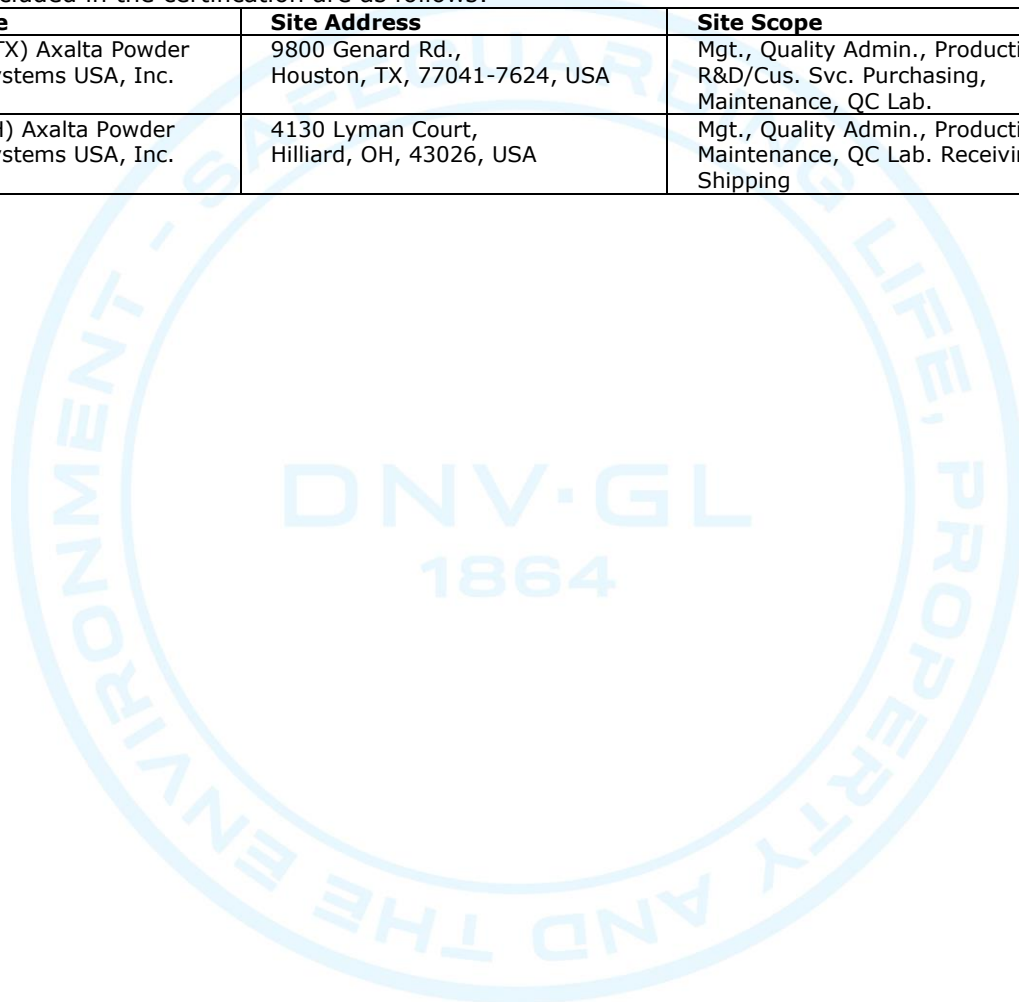 cluded in the certification are as follows:
e Site Address Site Scope
TX) Axalta Powder 9800 Genard Rd., Mgt., Quality Admin., Producti
ystems USA, Inc. Houston, TX, 77041-7624, USA R&D/Cus. Svc. Purchasing,
Maintenance, QC Lab.
H) Axalta Powder 4130 Lyman Court, Mgt., Quality Admin., Producti
ystems USA, Inc. Hilliard, OH, 43026, USA Maintenance, QC Lab. Receivin
Shipping
SAFEGUARDING LIFE, PROPERTY AND THE ENVIRONMENT -
DNV·GL
1864